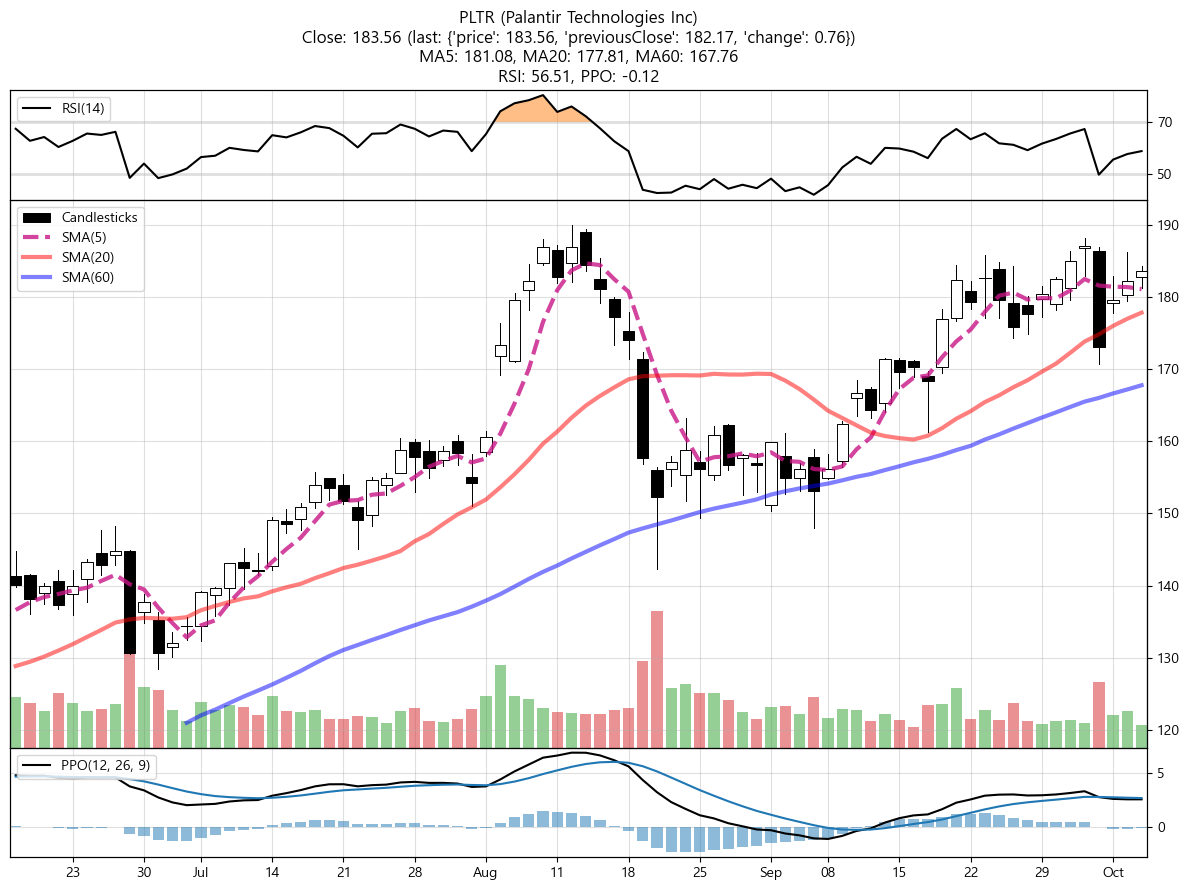 PLTR (Palantir Technologies Inc)
Close: 183.56 (last: {'price': 183.56, 'previousClose': 182.17, 'change': 0.76})
MA5: 181.08, MA20: 177.81, MA60: 167.76
RSI: 56.51, PPO: -0.12
RSI(14)
70
50
Candlesticks
SMA(5)
SMA(20)
SMA(60)
190
180
170
160
150
140
130
120
PPO(12, 26, 9)
5
0
23 30 Jul 14 21 28 Aug 11 18 25 Sep 08 15 22 29 Oct